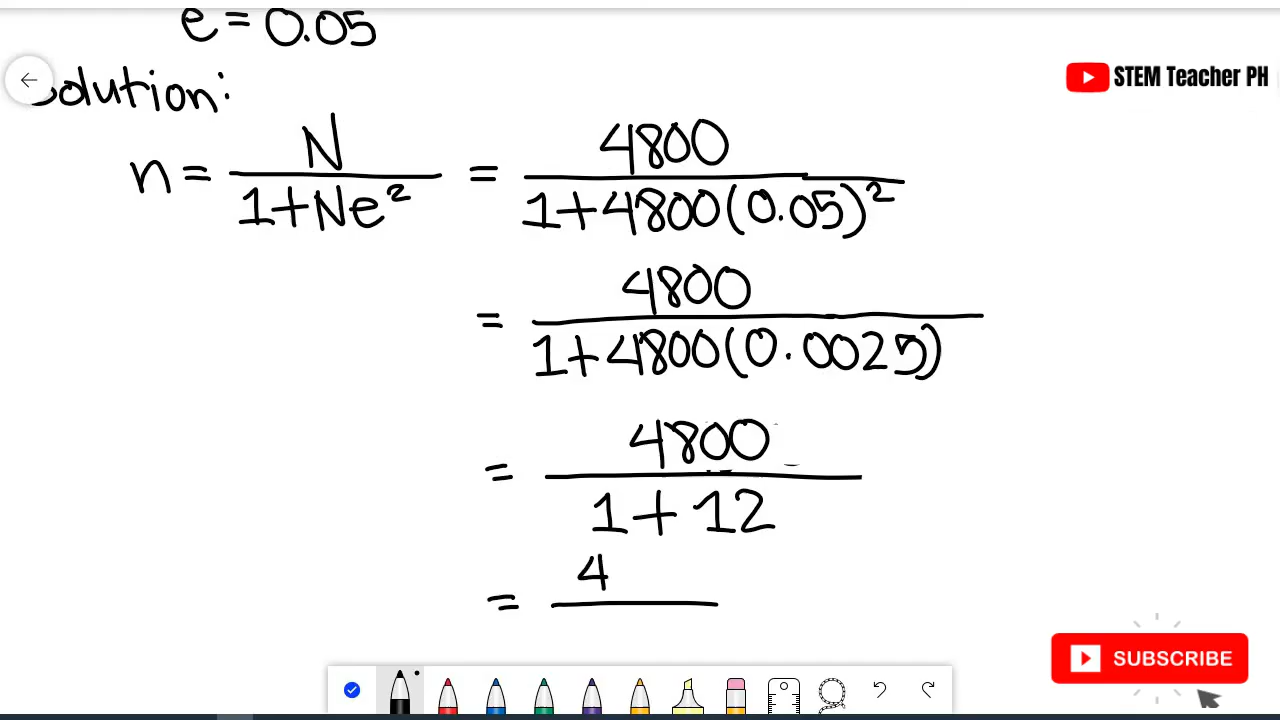 e = 0.05
Solution:
STEM Teacher PH
n = N / 1+Ne² = 4800 / 1+4800(0.05)²
= 4800 / 1+4800(0.0025)
= 4800 / 1+12
= 4
SUBSCRIBE